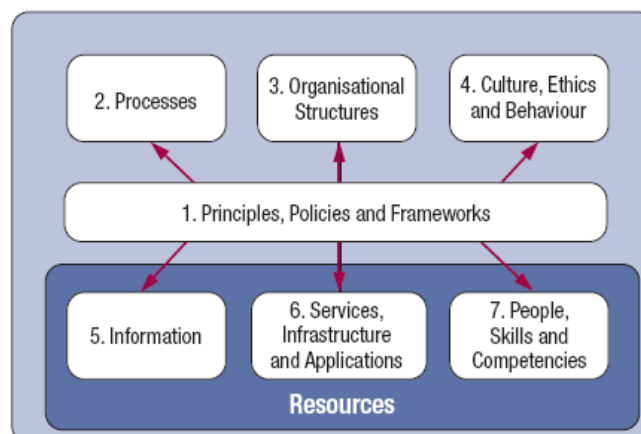 2. Processes
3. Organisational
Structures
4. Culture, Ethics
and Behaviour
1. Principles, Policies and Frameworks
5. Information
6. Services,
Infrastructure
and Applications
7. People,
Skills and
Competencies
Resources